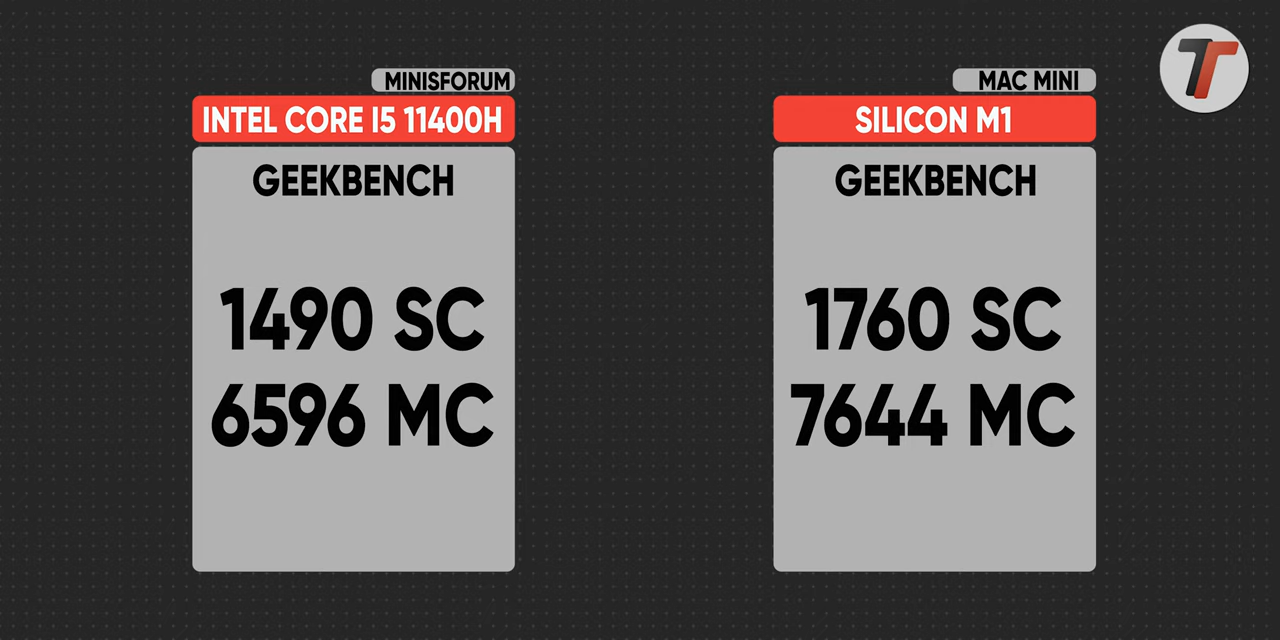 MINISFORUM
INTEL CORE I5 11400H
GEEKBENCH
1490 SC
6596 MC
MAC MINI
SILICON M1
GEEKBENCH
1760 SC
7644 MC
TT